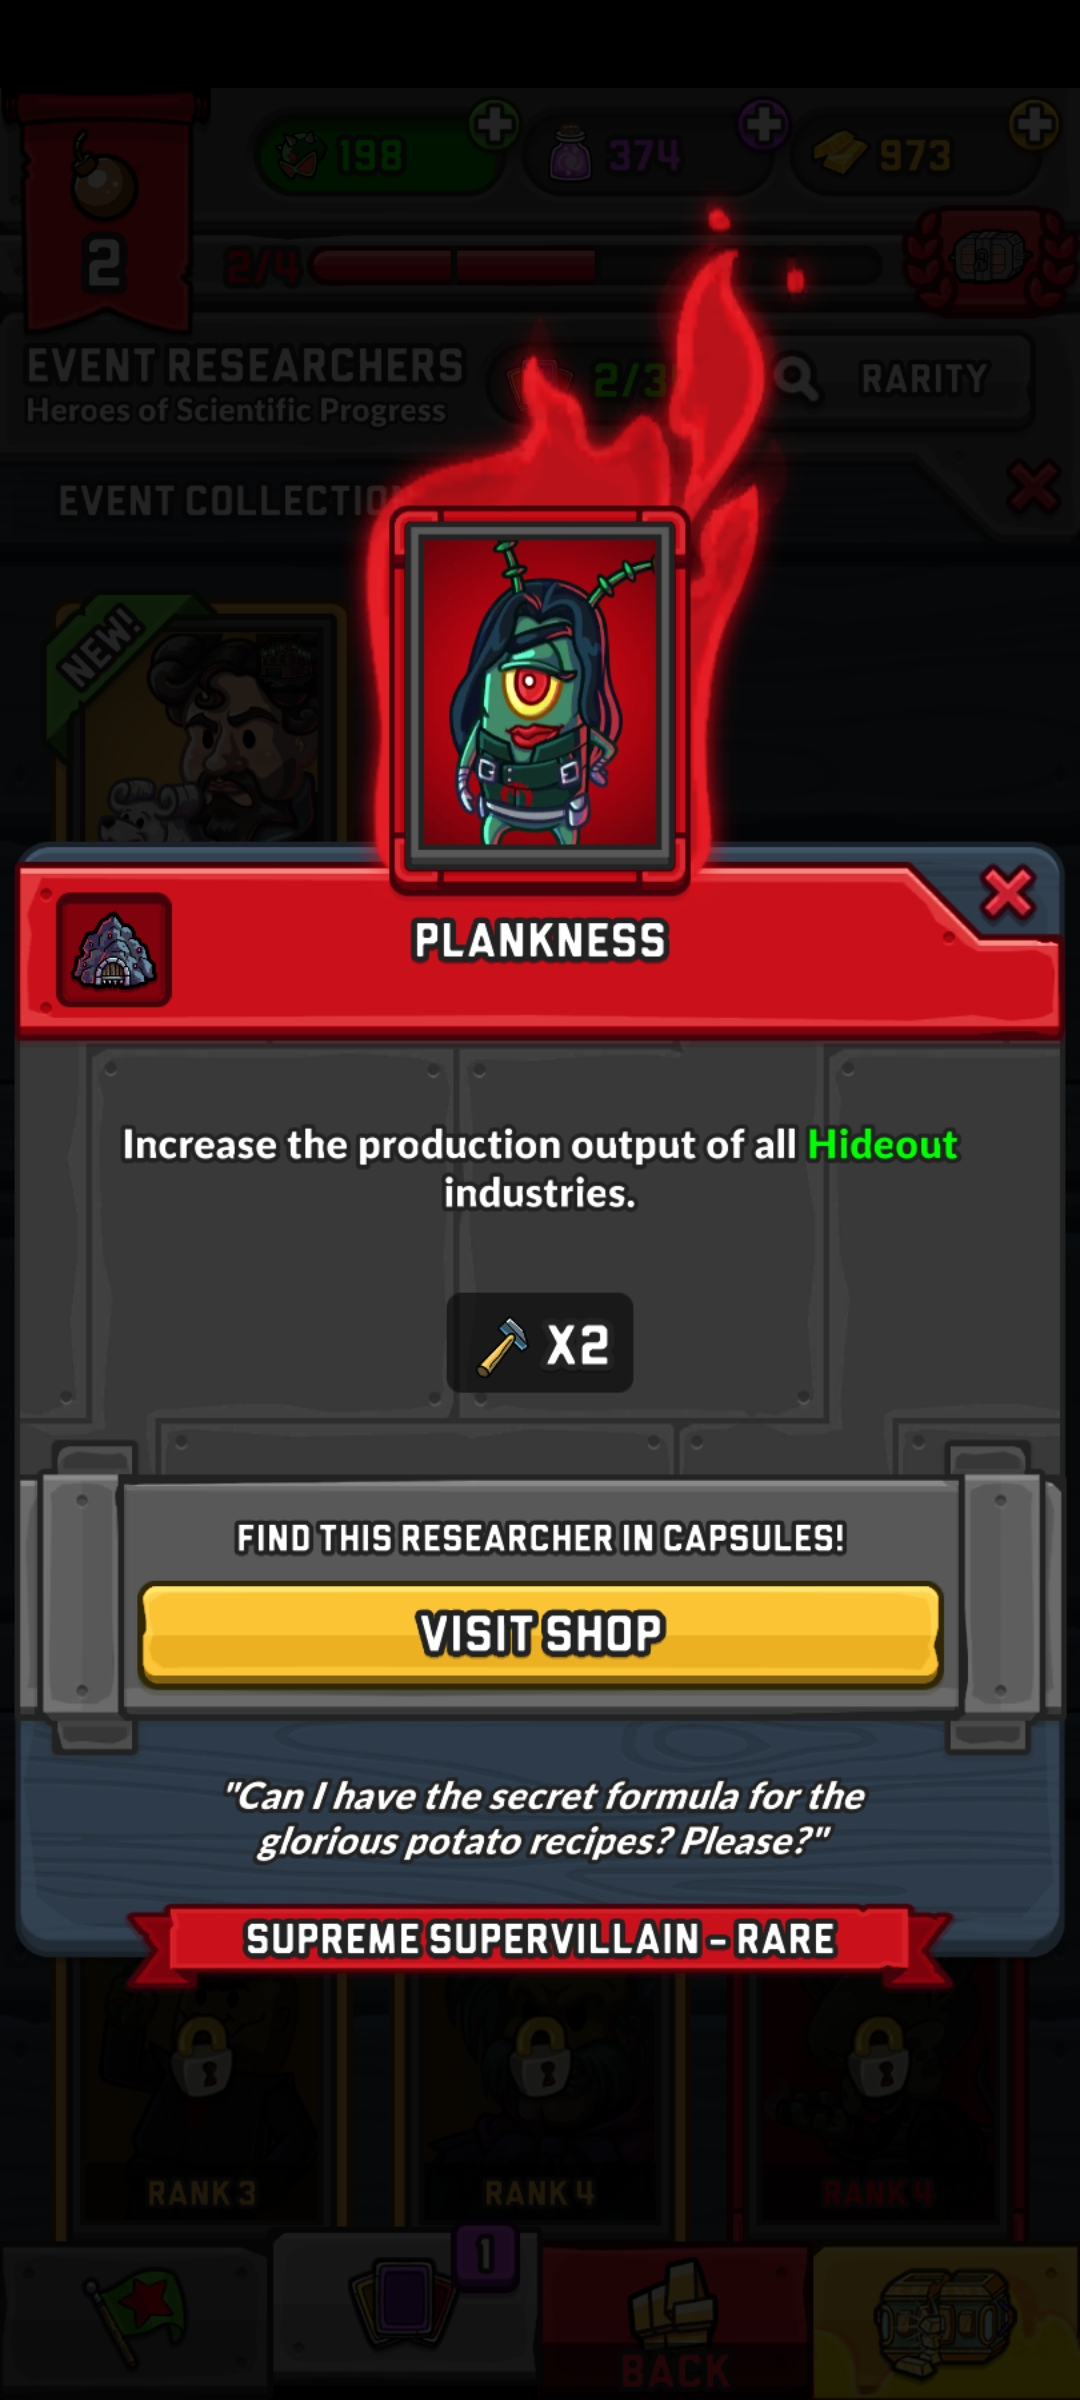 198
374
973
2
2/4
EVENT RESEARCHERS
2/3
RARITY
Heroes of Scientific Progress
EVENT COLLECTIO
NEW!
PLANKNESS
Increase the production output of all Hideout
industries.
X2
FIND THIS RESEARCHER IN CAPSULES!
VISIT SHOP
"Can I have the secret formula for the
glorious potato recipes? Please?"
SUPREME SUPERVILLAIN - RARE
RANK 3
RANK 4
RANK 4
1
BACK